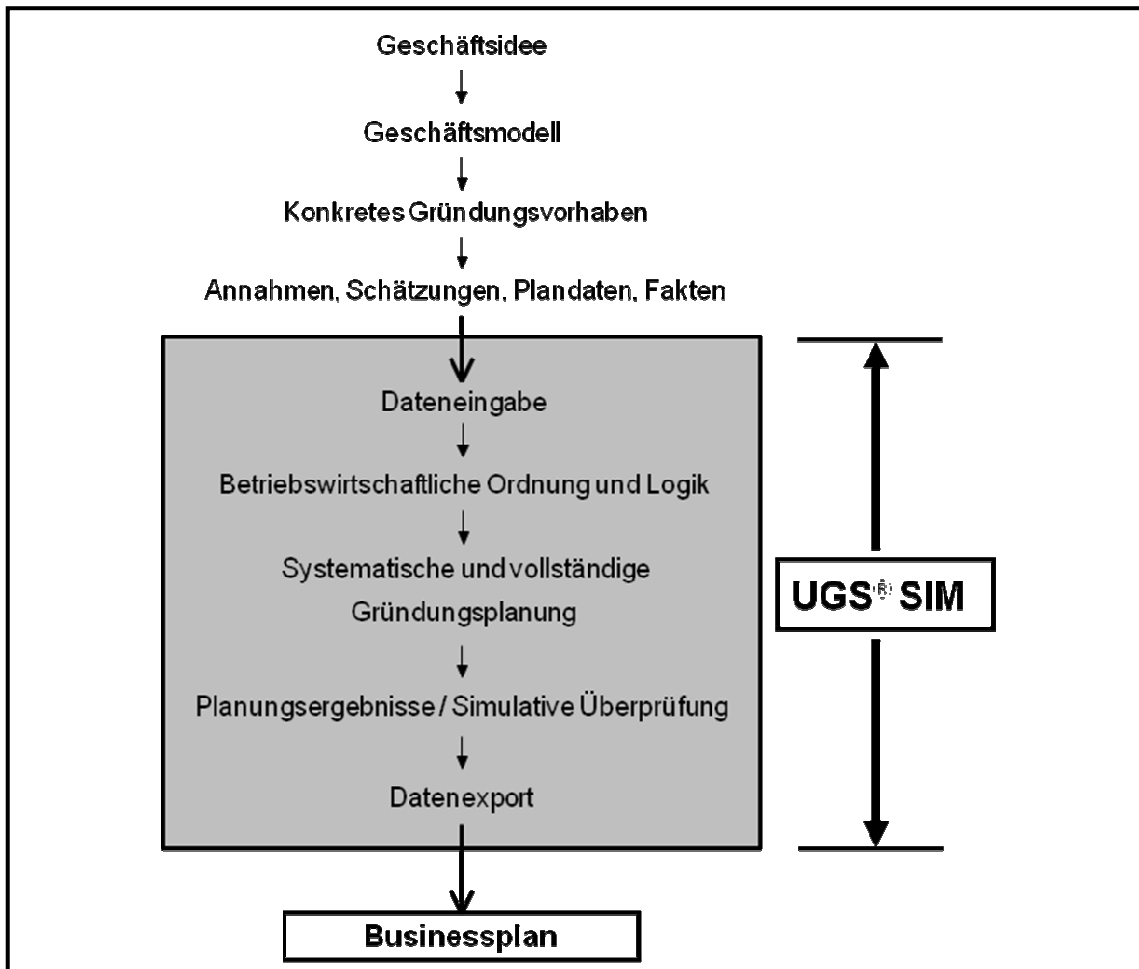 Geschäftsidee
Geschäftsmodell
Konkretes Gründungsvorhaben
Annahmen, Schätzungen, Plandaten, Fakten
Dateneingabe
Betriebswirtschaftliche Ordnung und Logik
Systematische und vollständige
Gründungsplanung
Planungsergebnisse / Simulative Überprüfung
Datenexport
UGS® SIM
Businessplan